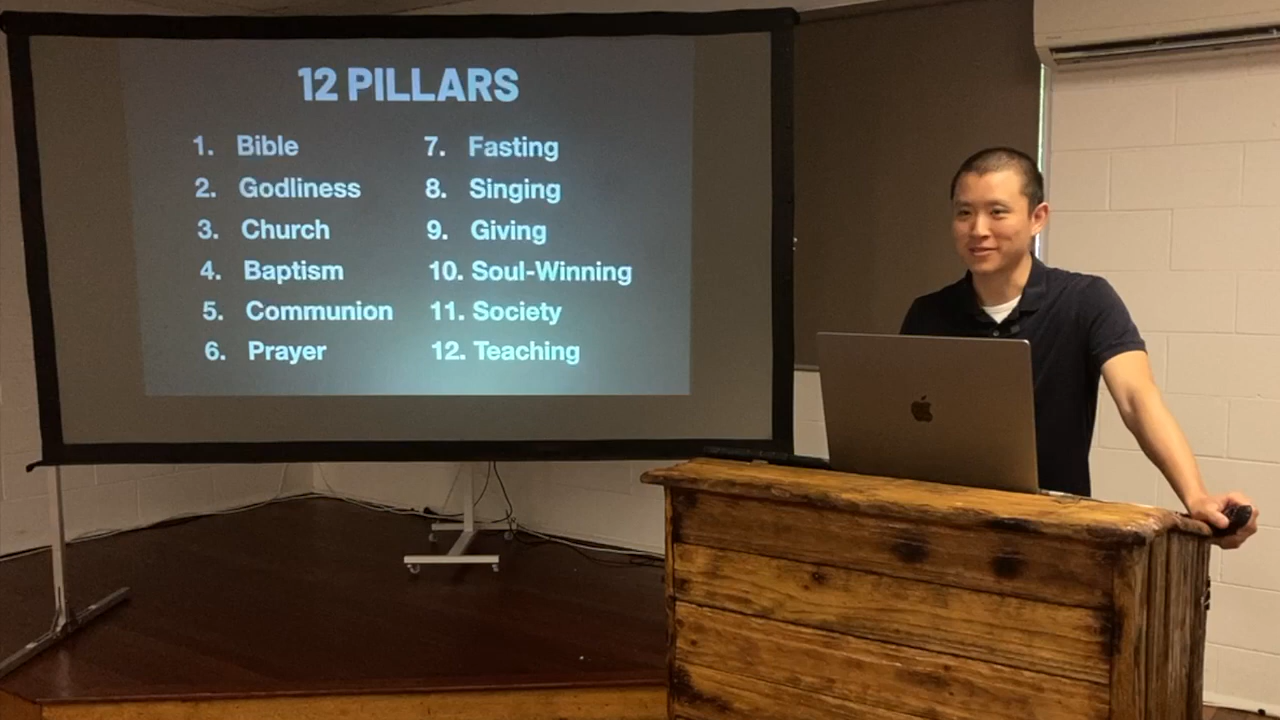 12 PILLARS
1. Bible
2. Godliness
3. Church
4. Baptism
5. Communion
6. Prayer
7. Fasting
8. Singing
9. Giving
10. Soul-Winning
11. Society
12. Teaching